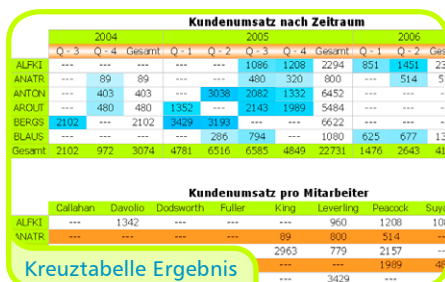 Kundenumsatz nach Zeitraum
2004 2005 2006
Q - 3 Q - 4 Gesamt Q - 1 Q - 2 Q - 3 Q - 4 Gesamt Q - 1 Q - 2
ALFKI --- --- --- --- --- 1086 1208 2294 851 1451
ANATR --- 89 89 --- --- 480 320 800 --- 514
ANTON --- 403 403 --- 3038 2082 1332 6452 --- ---
AROUT --- 480 480 1352 --- 2143 1989 5484 --- ---
BERGS 2102 --- 2102 3429 3193 --- --- 6622 --- ---
BLAUS --- --- --- --- 286 794 --- 1080 625 677
Gesamt 2102 972 3074 4781 6516 6585 4849 22731 1476 2643
Kundenumsatz pro Mitarbeiter
Callahan Davolio Dodsworth Fuller King Leverling Peacock
ALFKI --- 1342 --- --- --- 960 1208
ANATR --- --- --- --- 89 800 514 ---
2963 779 2157 ---
--- --- 1989
Kreuztabelle Ergebnis
--- 3429 ---